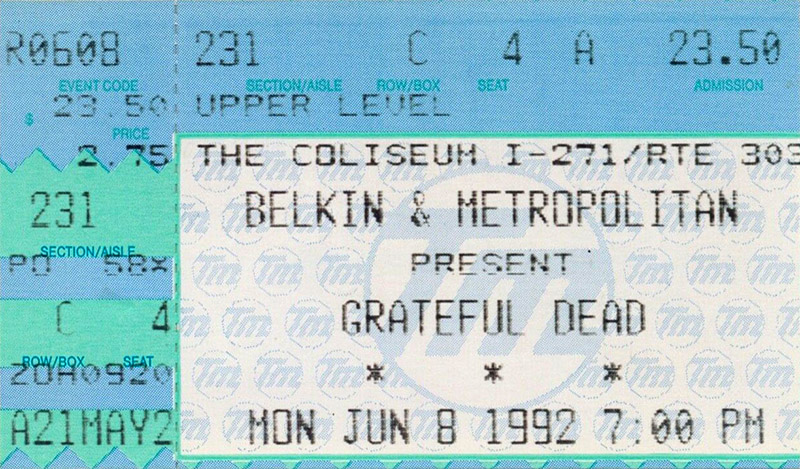 R0608 231 C 4 A 23.50
EVENT CODE SECTION/AISLE ROW/BOX SEAT ADMISSION
$ 23.50 UPPER LEVEL
PRICE
2.75 THE COLISEUM I-271/RTE 303
231 BELKIN & METROPOLITAN
SECTION/AISLE
PRESENT
C 4 GRATEFUL DEAD
ROW/BOX SEAT
* * *
A21MAY2 MON JUN 8 1992 7:00 PM